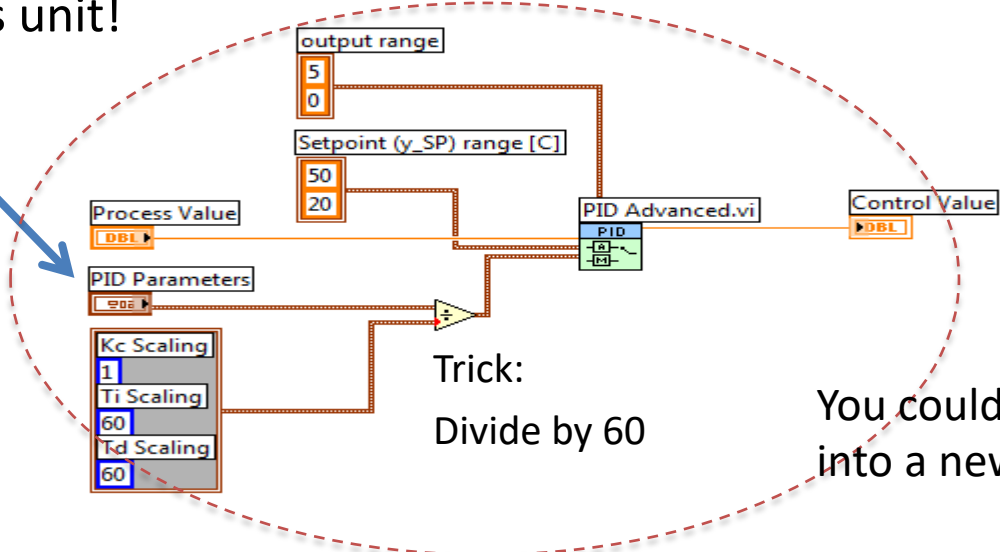 s unit!
output range
5
0
Setpoint (y_SP) range [C]
50
20
Process Value
DBL
PID Advanced.vi
PID
A
M
Control Value
DBL
PID Parameters
Kc Scaling
1
Ti Scaling
60
Td Scaling
60
÷
Trick:
Divide by 60
You could
into a new